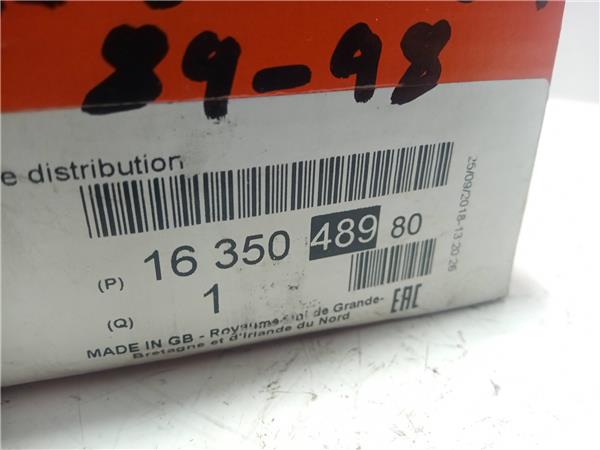 89-98
e distribution
(P) 16 350 489 80
(Q) 1
MADE IN GB - Royaume-Uni de Grande-
Bretagne et d'Irlande du Nord
EAC
25/09/2018-13:20:26